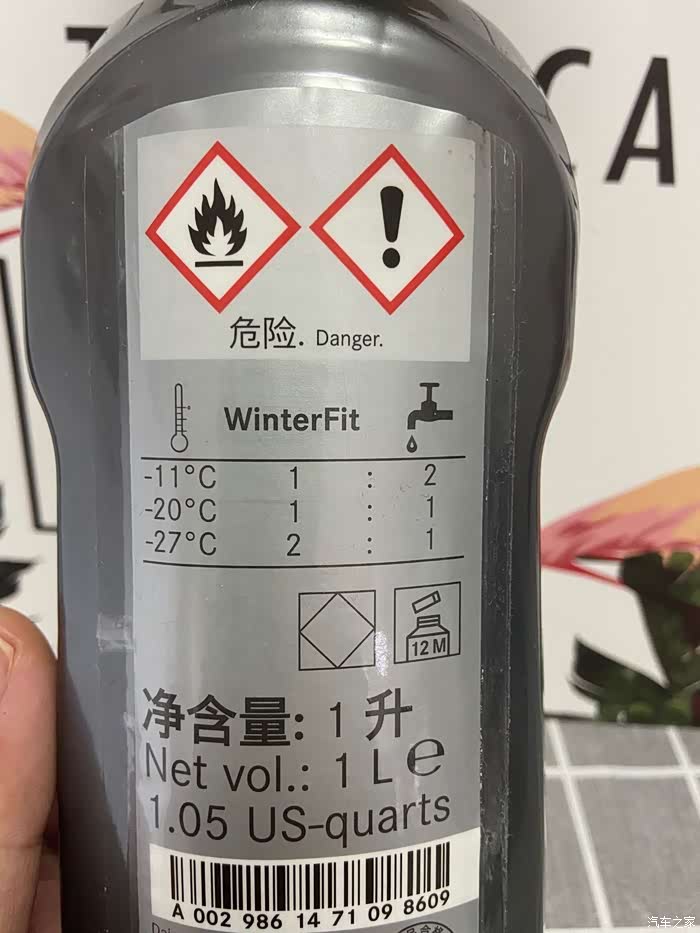 CA
危险. Danger.
WinterFit
-11°C 1 : 2
-20°C 1 : 1
-27°C 2 : 1
12 M
净含量: 1 升
Net vol.: 1 L e
1.05 US-quarts
A 002 986 14 71 09 8609
汽车之家